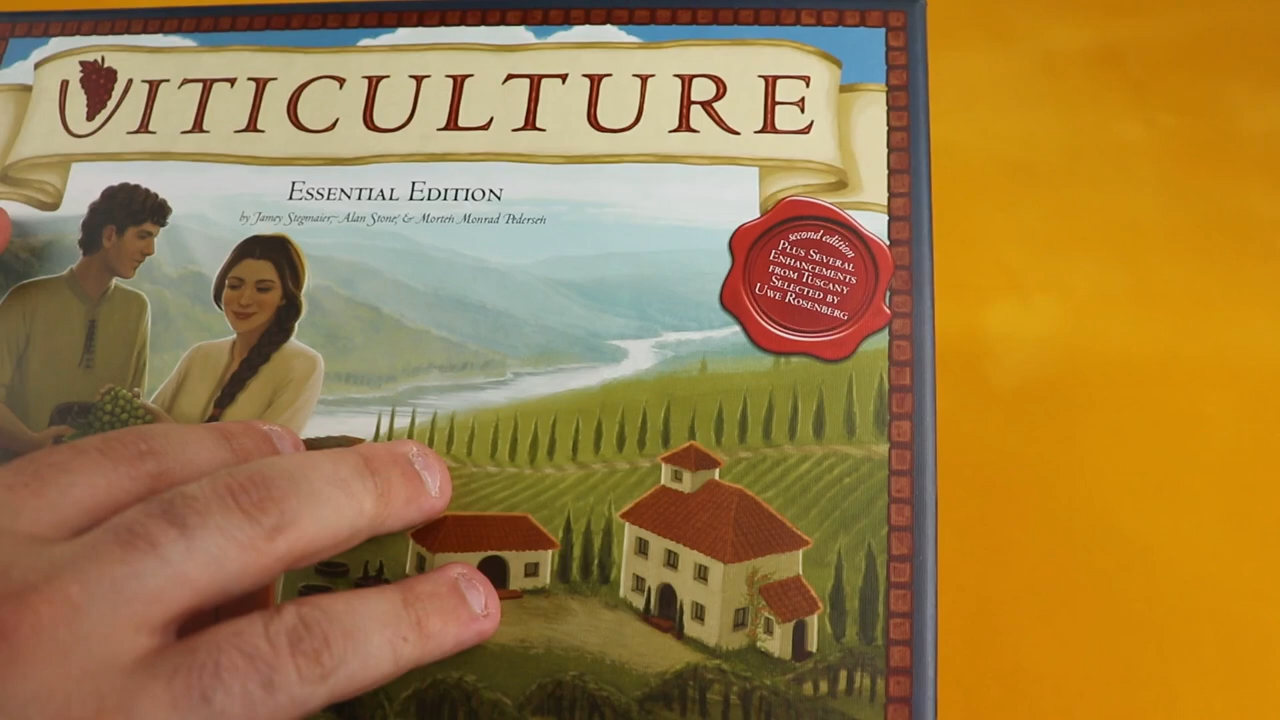 VITICULTURE
ESSENTIAL EDITION
by Jamey Stegmaier, Alan Stone, & Morten Monrad Pedersen
second edition
PLUS SEVERAL
ENHANCEMENTS
FROM TUSCANY
SELECTED BY
UWE ROSENBERG